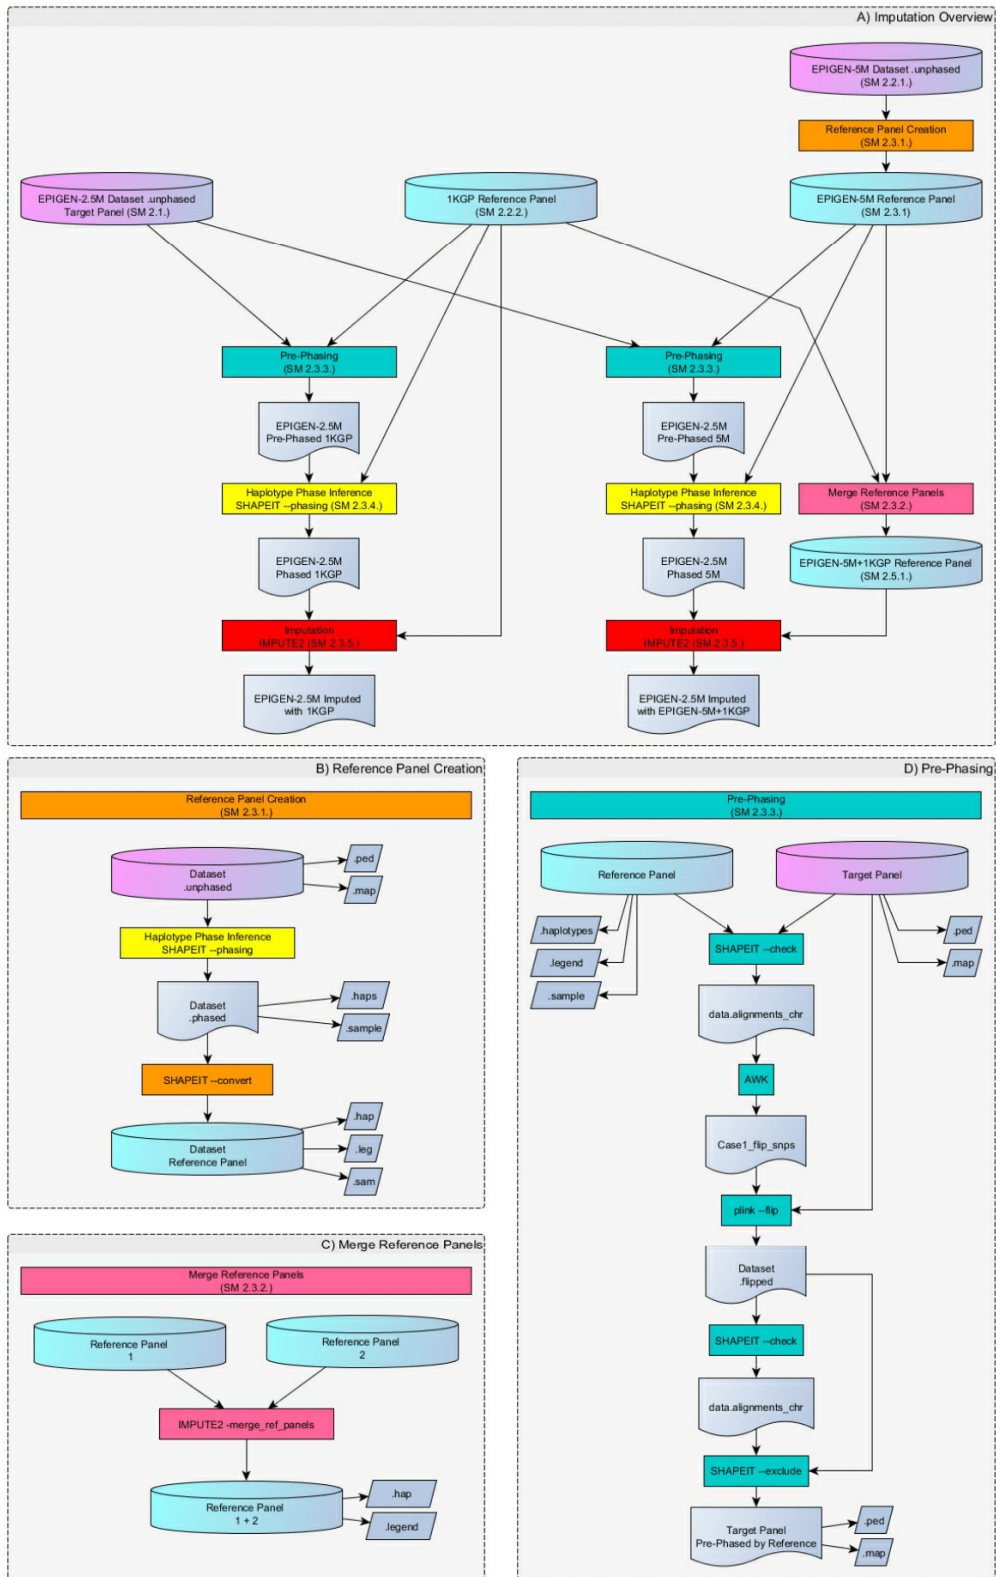 A) Imputation Overview
EPIGEN-5M Dataset .unphased
(SM 2.2.1.)
Reference Panel Creation
(SM 2.3.1.)
EPIGEN-2.5M Dataset .unphased
Target Panel (SM 2.1.)
1KGP Reference Panel
(SM 2.2.2.)
EPIGEN-5M Reference Panel
(SM 2.3.1)
Pre-Phasing
(SM 2.3.3.)
Pre-Phasing
(SM 2.3.3.)
EPIGEN-2.5M
Pre-Phased 1KGP
EPIGEN-2.5M
Pre-Phased 5M
Haplotype Phase Inference
SHAPEIT --phasing (SM 2.3.4.)
Haplotype Phase Inference
SHAPEIT --phasing (SM 2.3.4.)
Merge Reference Panels
(SM 2.3.2.)
EPIGEN-2.5M
Phased 1KGP
EPIGEN-2.5M
Phased 5M
EPIGEN-5M+1KGP Reference Panel
(SM 2.5.1.)
Imputation
IMPUTE2 (SM 2.3.5.)
Imputation
IMPUTE2 (SM 2.3.5.)
EPIGEN-2.5M Imputed
with 1KGP
EPIGEN-2.5M Imputed
with EPIGEN-5M+1KGP
B) Reference Panel Creation
Reference Panel Creation
(SM 2.3.1.)
Dataset
.unphased
.ped
.map
Haplotype Phase Inference
SHAPEIT --phasing
Dataset
.phased
.haps
.sample
SHAPEIT --convert
Dataset
Reference Panel
.hap
.leg
.sam
C) Merge Reference Panels
Merge Reference Panels
(SM 2.3.2.)
Reference Panel
1
Reference Panel
2
IMPUTE2 -merge_ref_panels
Reference Panel
1 + 2
.hap
.legend
D) Pre-Phasing
Pre-Phasing
(SM 2.3.3.)
Reference Panel
Target Panel
.haplotypes
.legend
.sample
SHAPEIT --check
.ped
.map
data.alignments_chr
AWK
Case1_flip_snps
plink --flip
Dataset
.flipped
SHAPEIT --check
data.alignments_chr
SHAPEIT --exclude
Target Panel
Pre-Phased by Reference
.ped
.map